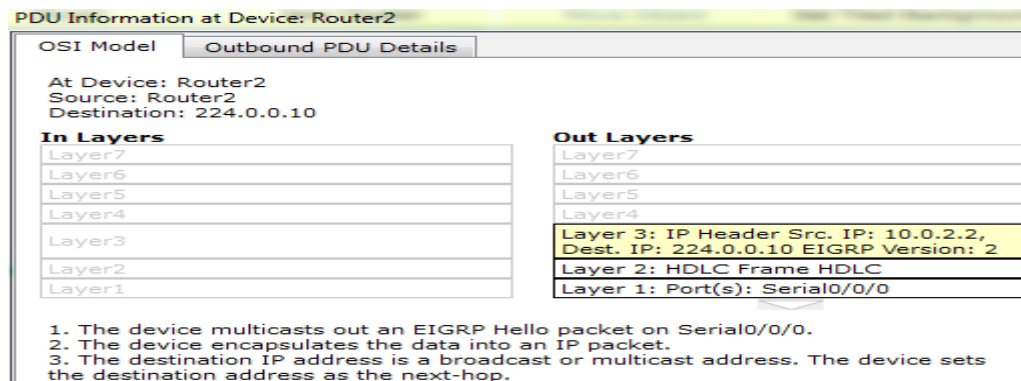 PDU Information at Device: Router2
OSI Model
Outbound PDU Details
At Device: Router2
Source: Router2
Destination: 224.0.0.10
In Layers
Layer7
Layer6
Layer5
Layer4
Layer3
Layer2
Layer1
Out Layers
Layer7
Layer6
Layer5
Layer4
Layer 3: IP Header Src. IP: 10.0.2.2,
Dest. IP: 224.0.0.10 EIGRP Version: 2
Layer 2: HDLC Frame HDLC
Layer 1: Port(s): Serial0/0/0
1. The device multicasts out an EIGRP Hello packet on Serial0/0/0.
2. The device encapsulates the data into an IP packet.
3. The destination IP address is a broadcast or multicast address. The device sets
the destination address as the next-hop.